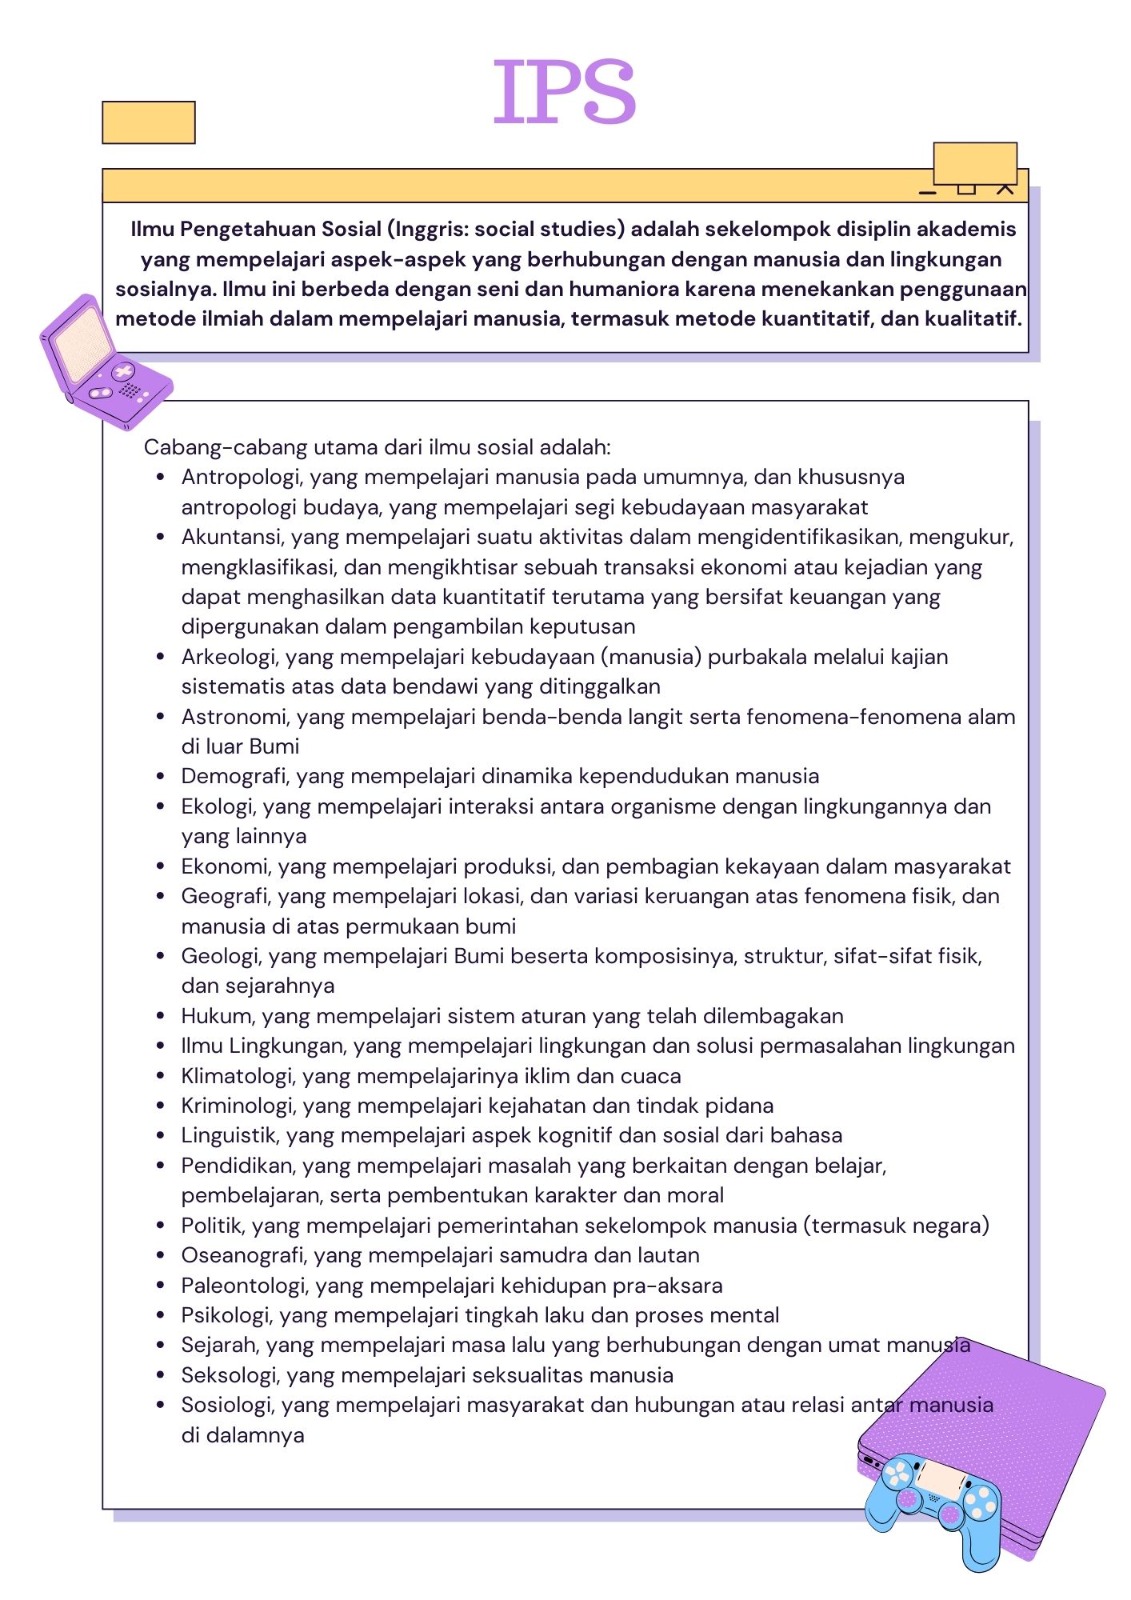 IPS
Ilmu Pengetahuan Sosial (Inggris: social studies) adalah sekelompok disiplin akademis
yang mempelajari aspek-aspek yang berhubungan dengan manusia dan lingkungan
sosialnya. Ilmu ini berbeda dengan seni dan humaniora karena menekankan penggunaan
metode ilmiah dalam mempelajari manusia, termasuk metode kuantitatif, dan kualitatif.
Cabang-cabang utama dari ilmu sosial adalah:
• Antropologi, yang mempelajari manusia pada umumnya, dan khususnya
antropologi budaya, yang mempelajari segi kebudayaan masyarakat
• Akuntansi, yang mempelajari suatu aktivitas dalam mengidentifikasikan, mengukur,
mengklasifikasi, dan mengikhtisar sebuah transaksi ekonomi atau kejadian yang
dapat menghasilkan data kuantitatif terutama yang bersifat keuangan yang
dipergunakan dalam pengambilan keputusan
• Arkeologi, yang mempelajari kebudayaan (manusia) purbakala melalui kajian
sistematis atas data bendawi yang ditinggalkan
• Astronomi, yang mempelajari benda-benda langit serta fenomena-fenomena alam
di luar Bumi
• Demografi, yang mempelajari dinamika kependudukan manusia
• Ekologi, yang mempelajari interaksi antara organisme dengan lingkungannya dan
yang lainnya
• Ekonomi, yang mempelajari produksi, dan pembagian kekayaan dalam masyarakat
• Geografi, yang mempelajari lokasi, dan variasi keruangan atas fenomena fisik, dan
manusia di atas permukaan bumi
• Geologi, yang mempelajari Bumi beserta komposisinya, struktur, sifat-sifat fisik,
dan sejarahnya
• Hukum, yang mempelajari sistem aturan yang telah dilembagakan
• Ilmu Lingkungan, yang mempelajari lingkungan dan solusi permasalahan lingkungan
• Klimatologi, yang mempelajarinya iklim dan cuaca
• Kriminologi, yang mempelajari kejahatan dan tindak pidana
• Linguistik, yang mempelajari aspek kognitif dan sosial dari bahasa
• Pendidikan, yang mempelajari masalah yang berkaitan dengan belajar,
pembelajaran, serta pembentukan karakter dan moral
• Politik, yang mempelajari pemerintahan sekelompok manusia (termasuk negara)
• Oseanografi, yang mempelajari samudra dan lautan
• Paleontologi, yang mempelajari kehidupan pra-aksara
• Psikologi, yang mempelajari tingkah laku dan proses mental
• Sejarah, yang mempelajari masa lalu yang berhubungan dengan umat manusia
• Seksologi, yang mempelajari seksualitas manusia
• Sosiologi, yang mempelajari masyarakat dan hubungan atau relasi antar manusia
di dalamnya